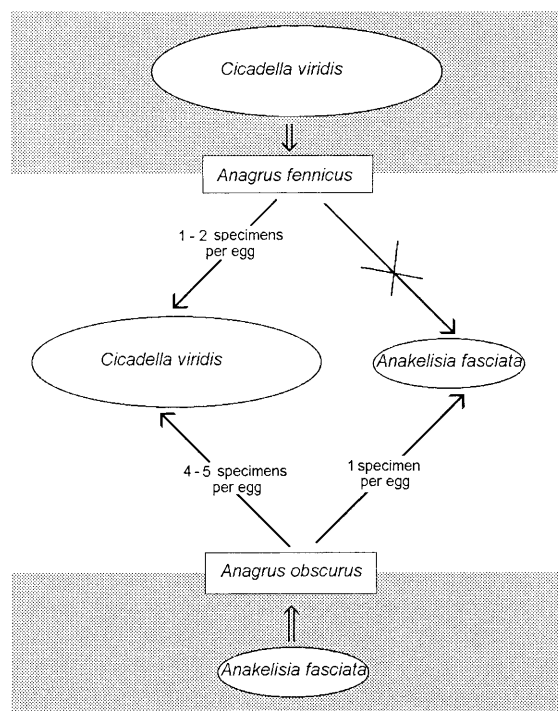 Cicadella viridis
Anagrus fennicus
1 - 2 specimens
per egg
Cicadella viridis
Anakelisia fasciata
4 - 5 specimens
per egg
1 specimen
per egg
Anagrus obscurus
Anakelisia fasciata